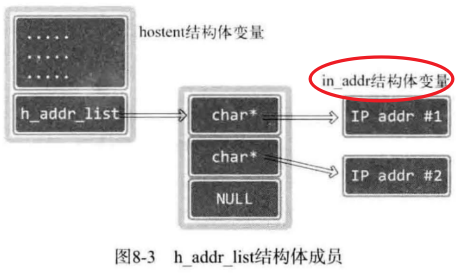 hostent结构体变量
.....
.....
.....
h_addr_list
char*
char*
NULL
in_addr结构体变量
IP addr #1
IP addr #2
图8-3 h_addr_list结构体成员